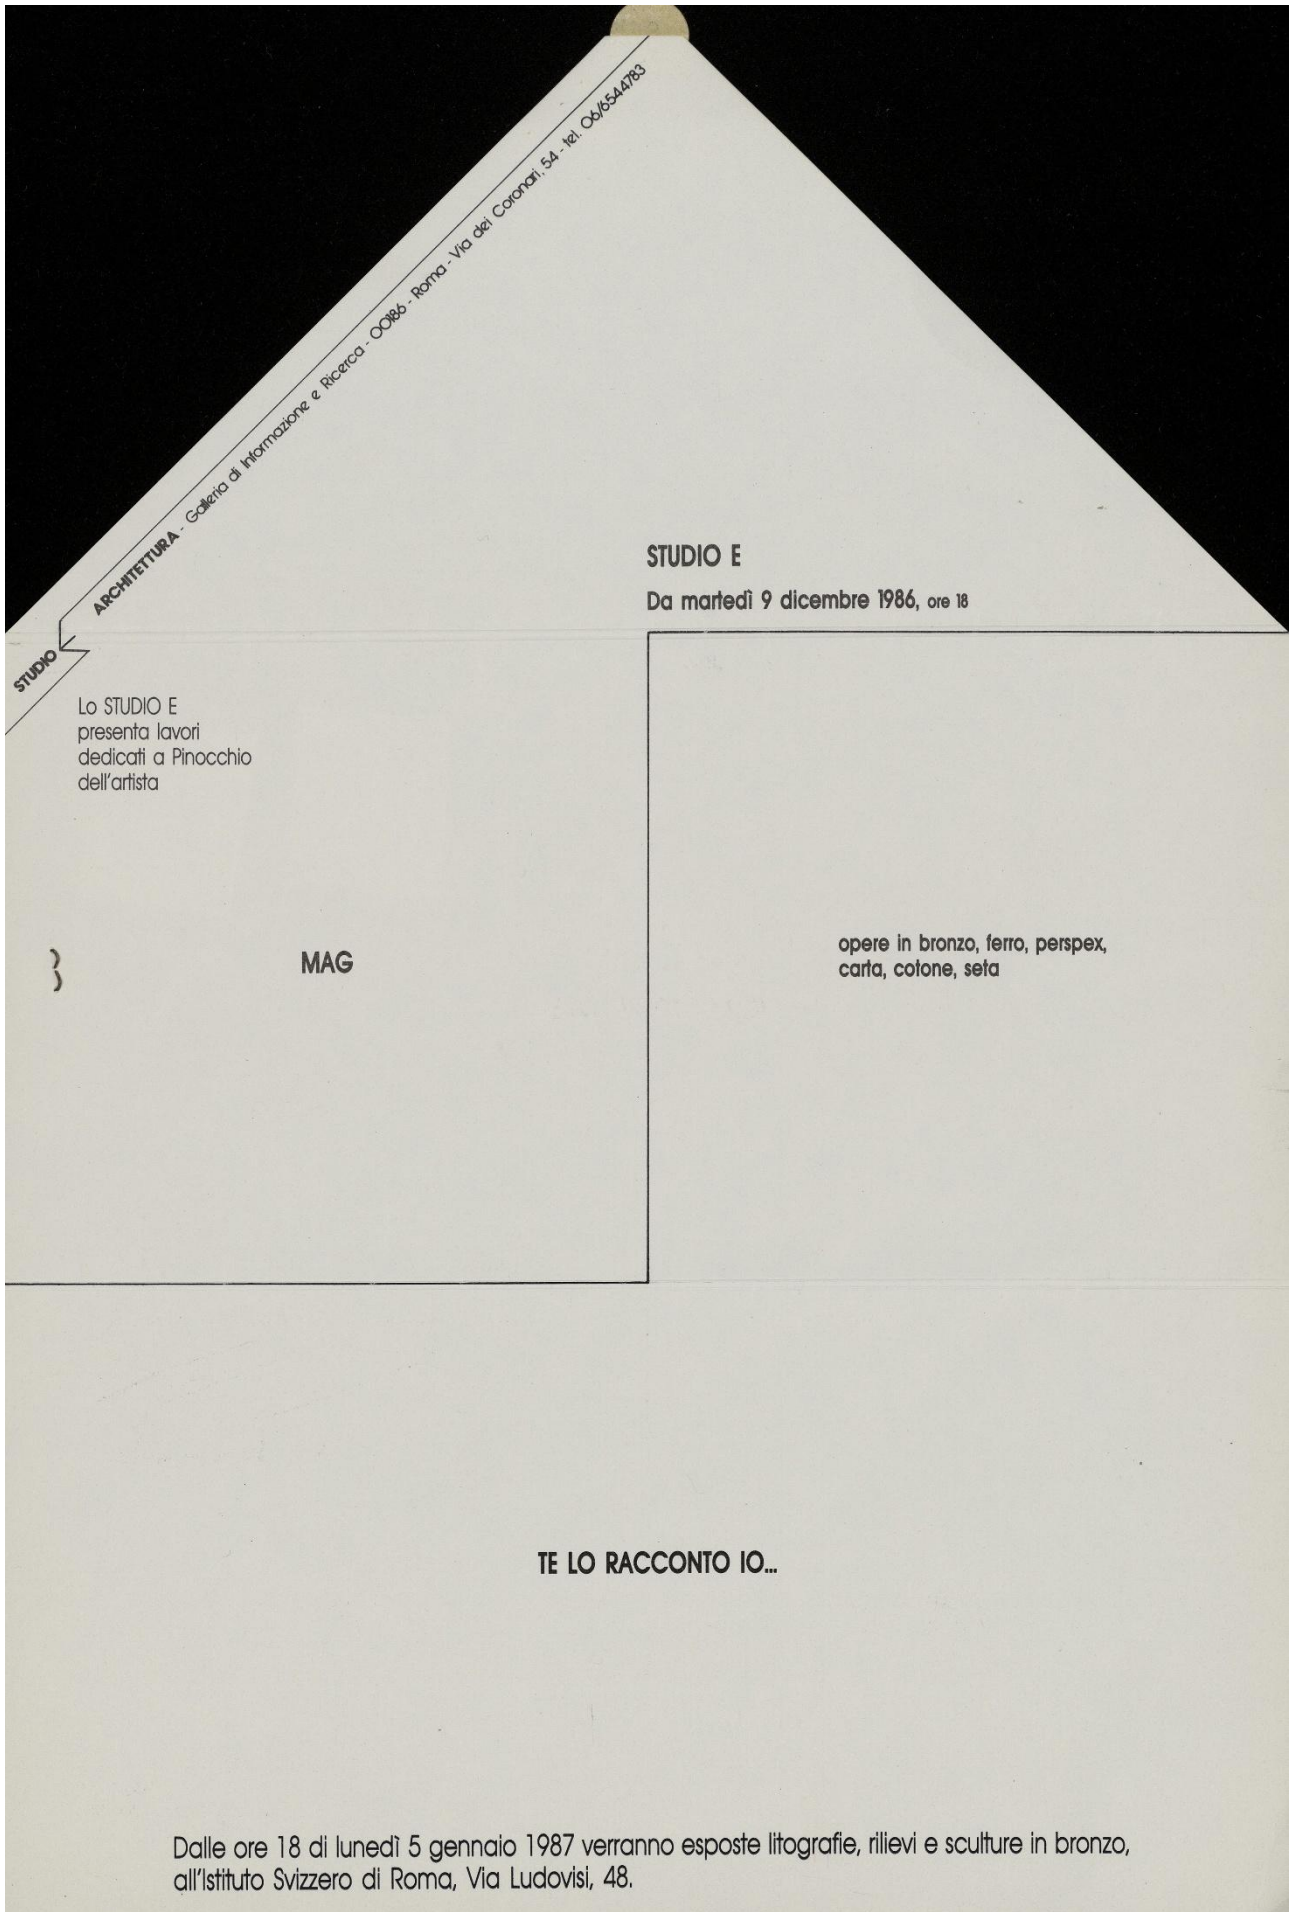 STUDIO
ARCHITETTURA - Galleria di Informazione e Ricerca - 00186 - Roma - Via dei Coronari, 54 - tel. 06/6544783
STUDIO E
Da martedì 9 dicembre 1986, ore 18
Lo STUDIO E
presenta lavori
dedicati a Pinocchio
dell'artista
MAG
opere in bronzo, ferro, perspex,
carta, cotone, seta
TE LO RACCONTO IO...
Dalle ore 18 di lunedì 5 gennaio 1987 verranno esposte litografie, rilievi e sculture in bronzo,
all'Istituto Svizzero di Roma, Via Ludovisi, 48.